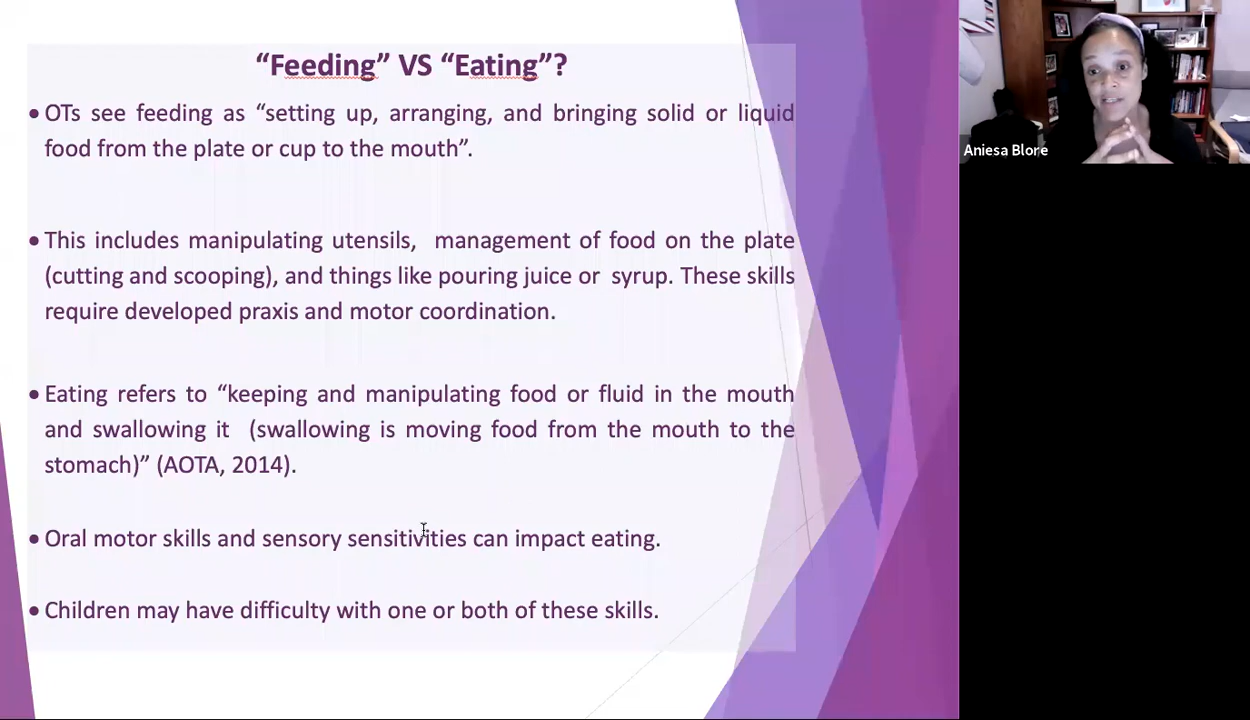 “Feeding” VS “Eating”?
• OTs see feeding as “setting up, arranging, and bringing solid or liquid
food from the plate or cup to the mouth”.
• This includes manipulating utensils, management of food on the plate
(cutting and scooping), and things like pouring juice or syrup. These skills
require developed praxis and motor coordination.
• Eating refers to “keeping and manipulating food or fluid in the mouth
and swallowing it (swallowing is moving food from the mouth to the
stomach)” (AOTA, 2014).
• Oral motor skills and sensory sensitivities can impact eating.
• Children may have difficulty with one or both of these skills.
Aniesa Blore